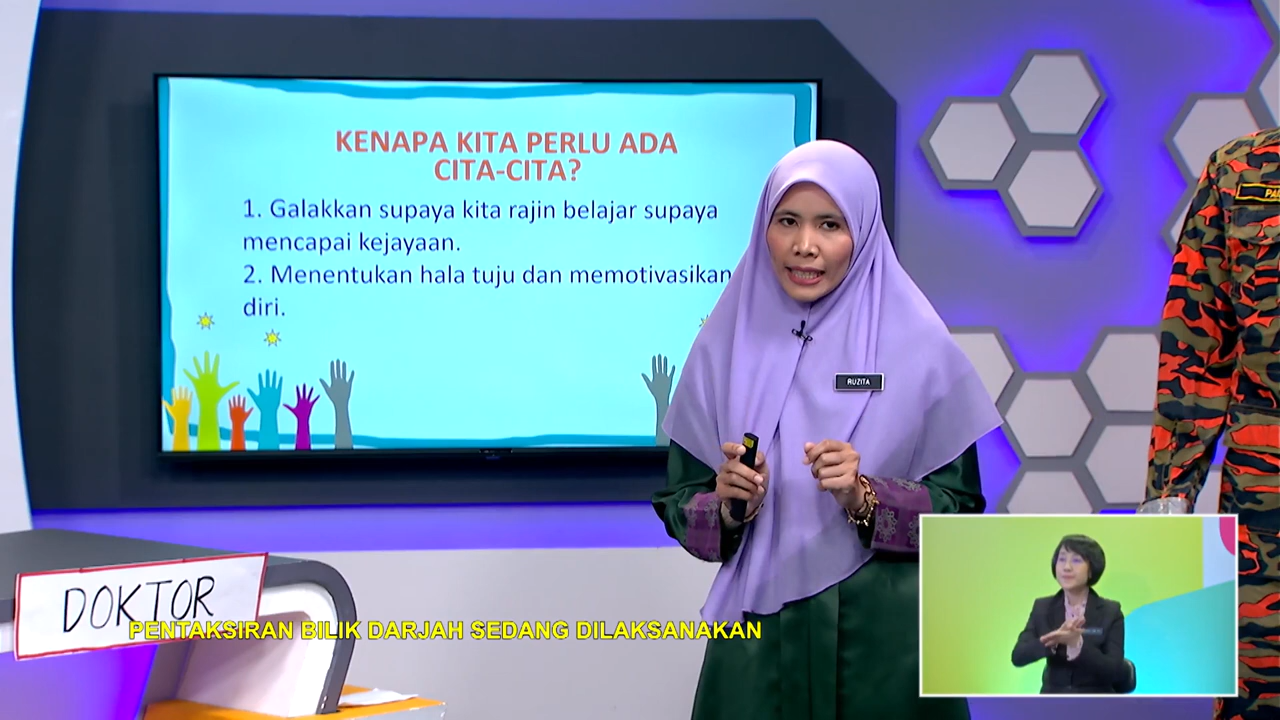 KENAPA KITA PERLU ADA
CITA-CITA?
1. Galakkan supaya kita rajin belajar supaya
mencapai kejayaan.
2. Menentukan hala tuju dan memotivasikan
diri.
RUZITA
DOKTOR
PENTAKSIRAN BILIK DARJAH SEDANG DILAKSANAKAN